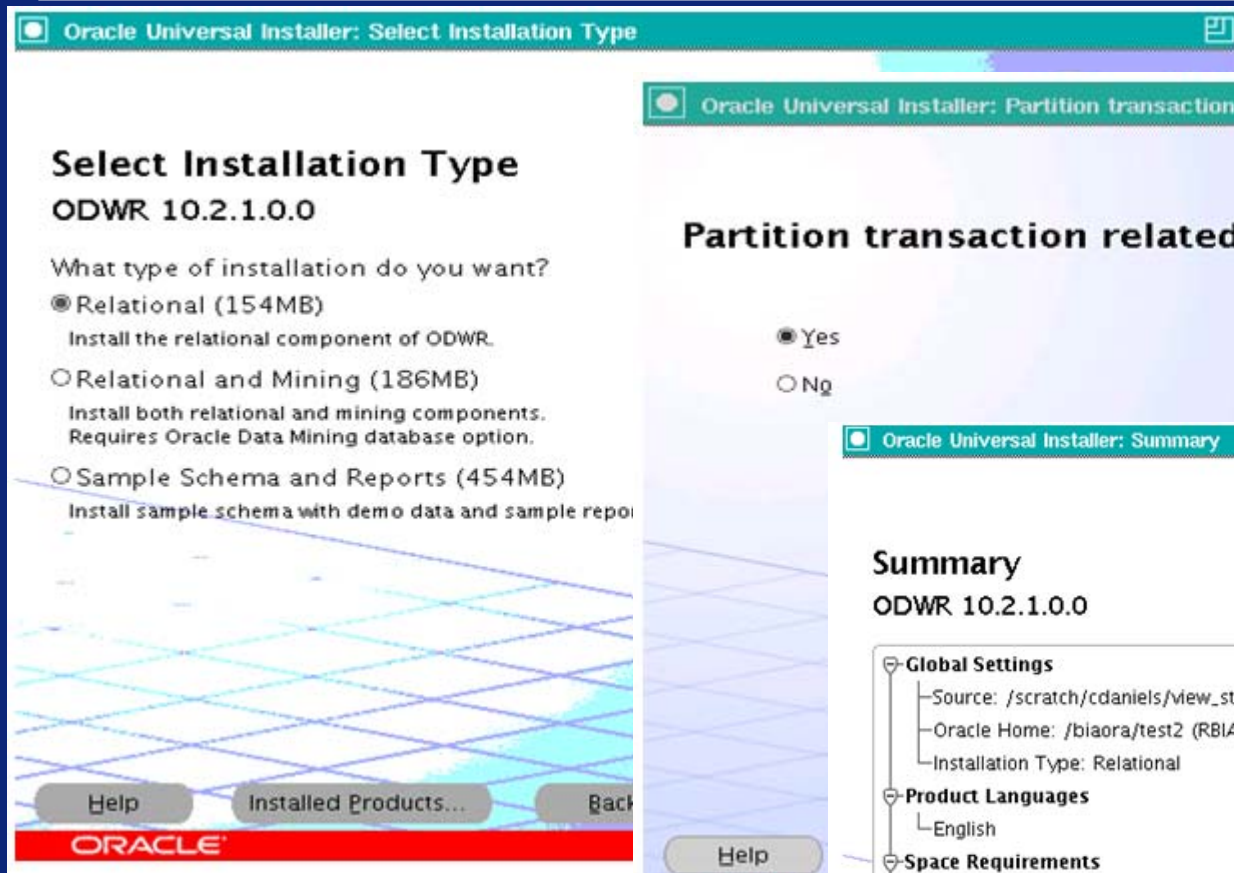 Oracle Universal Installer: Select Installation Type
Select Installation Type
ODWR 10.2.1.0.0
What type of installation do you want?
Relational (154MB)
Install the relational component of ODWR.
Relational and Mining (186MB)
Install both relational and mining components.
Requires Oracle Data Mining database option.
Sample Schema and Reports (454MB)
Install sample schema with demo data and sample repo
Help
Installed Products...
Back
ORACLE
Oracle Universal Installer: Partition transaction
Partition transaction related
Yes
No
Help
Oracle Universal Installer: Summary
Summary
ODWR 10.2.1.0.0
Global Settings
Source: /scratch/cdaniels/view_st
Oracle Home: /biaora/test2 (RBIA
Installation Type: Relational
Product Languages
English
Space Requirements